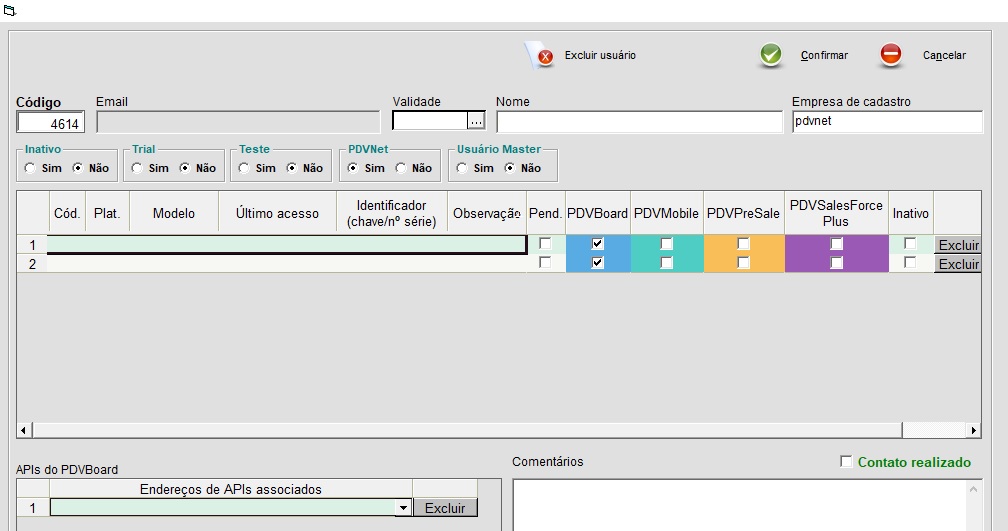 Excluir usuário Confirmar Cancelar
Código Email Validade Nome Empresa de cadastro
4614 ... pdvnet
Inativo Trial Teste PDVNet Usuário Master
Sim Não Sim Não Sim Não Sim Não Sim Não
Cód. Plat. Modelo Último acesso Identificador (chave/nº série) Observação Pend. PDVBoard PDVMobile PDVPreSale PDVSalesForce Plus Inativo
1 Excluir
2 Excluir
APIs do PDVBoard Comentários Contato realizado
Endereços de APIs associados
1 Excluir